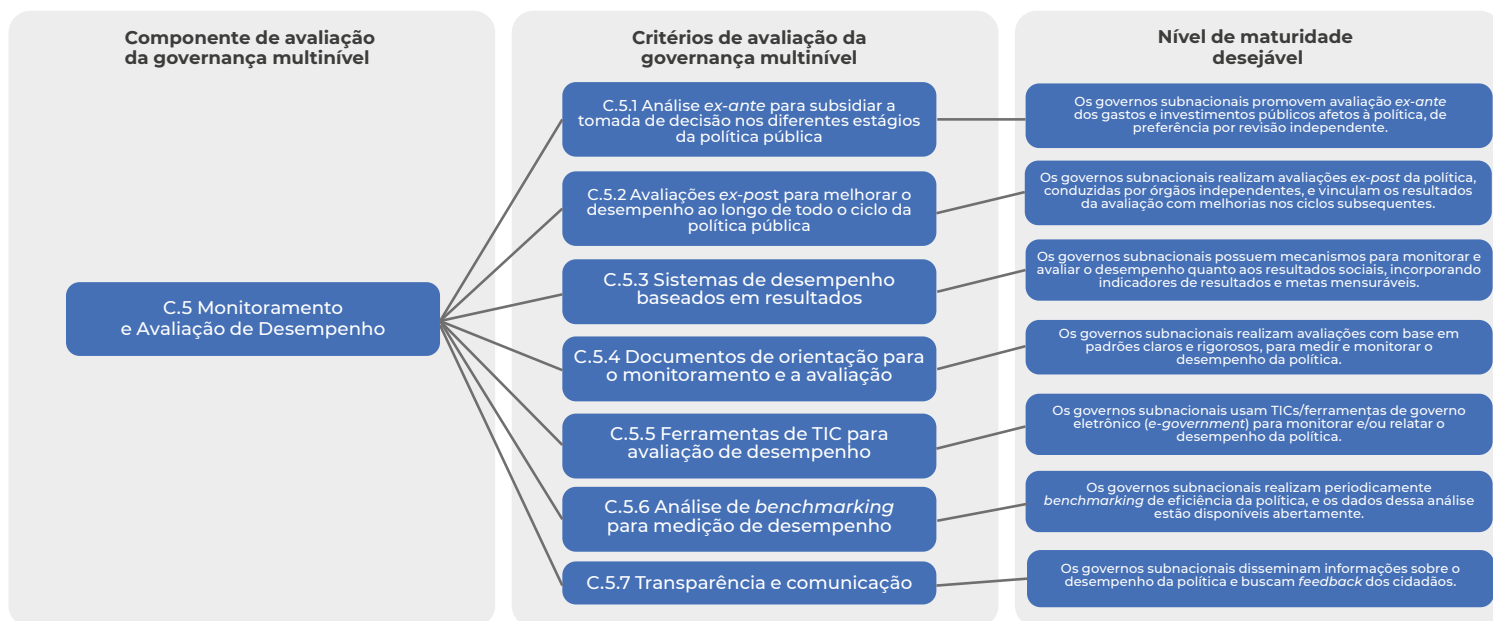 Componente de avaliação
da governança multinível
Critérios de avaliação da
governança multinível
Nível de maturidade
desejável
C.5 Monitoramento
e Avaliação de Desempenho
C.5.1 Análise ex-ante para subsidiar a
tomada de decisão nos diferentes estágios
da política pública
Os governos subnacionais promovem avaliação ex-ante
dos gastos e investimentos públicos afetos à política, de
preferência por revisão independente.
C.5.2 Avaliações ex-post para melhorar o
desempenho ao longo de todo o ciclo da
política pública
Os governos subnacionais realizam avaliações ex-post da política,
conduzidas por órgãos independentes, e vinculam os resultados
da avaliação com melhorias nos ciclos subsequentes.
C.5.3 Sistemas de desempenho
baseados em resultados
Os governos subnacionais possuem mecanismos para monitorar e
avaliar o desempenho quanto aos resultados sociais, incorporando
indicadores de resultados e metas mensuráveis.
C.5.4 Documentos de orientação para
o monitoramento e a avaliação
Os governos subnacionais realizam avaliações com base em
padrões claros e rigorosos, para medir e monitorar o
desempenho da política.
C.5.5 Ferramentas de TIC para
avaliação de desempenho
Os governos subnacionais usam TICs/ferramentas de governo
eletrônico (e-government) para monitorar e/ou relatar o
desempenho da política.
C.5.6 Análise de benchmarking
para medição de desempenho
Os governos subnacionais realizam periodicamente
benchmarking de eficiência da política, e os dados dessa análise
estão disponíveis abertamente.
C.5.7 Transparência e comunicação
Os governos subnacionais disseminam informações sobre o
desempenho da política e buscam feedback dos cidadãos.